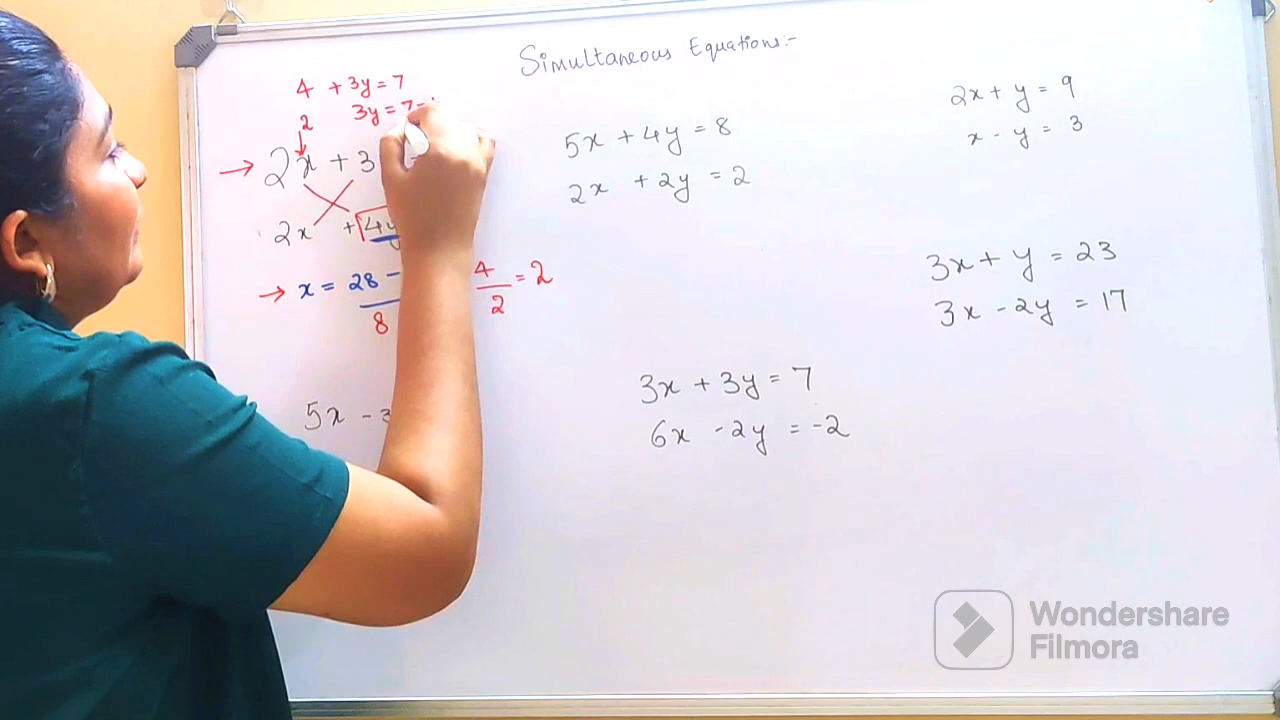 Simultaneous Equations:-
4 + 3y = 7
3y = 7 -
2
2x + 3
2x + 4y
x = 28 -
8
4
2
= 2
5x -
5x + 4y = 8
2x + 2y = 2
2x + y = 9
x - y = 3
3x + y = 23
3x - 2y = 17
3x + 3y = 7
6x - 2y = -2
Wondershare
Filmora